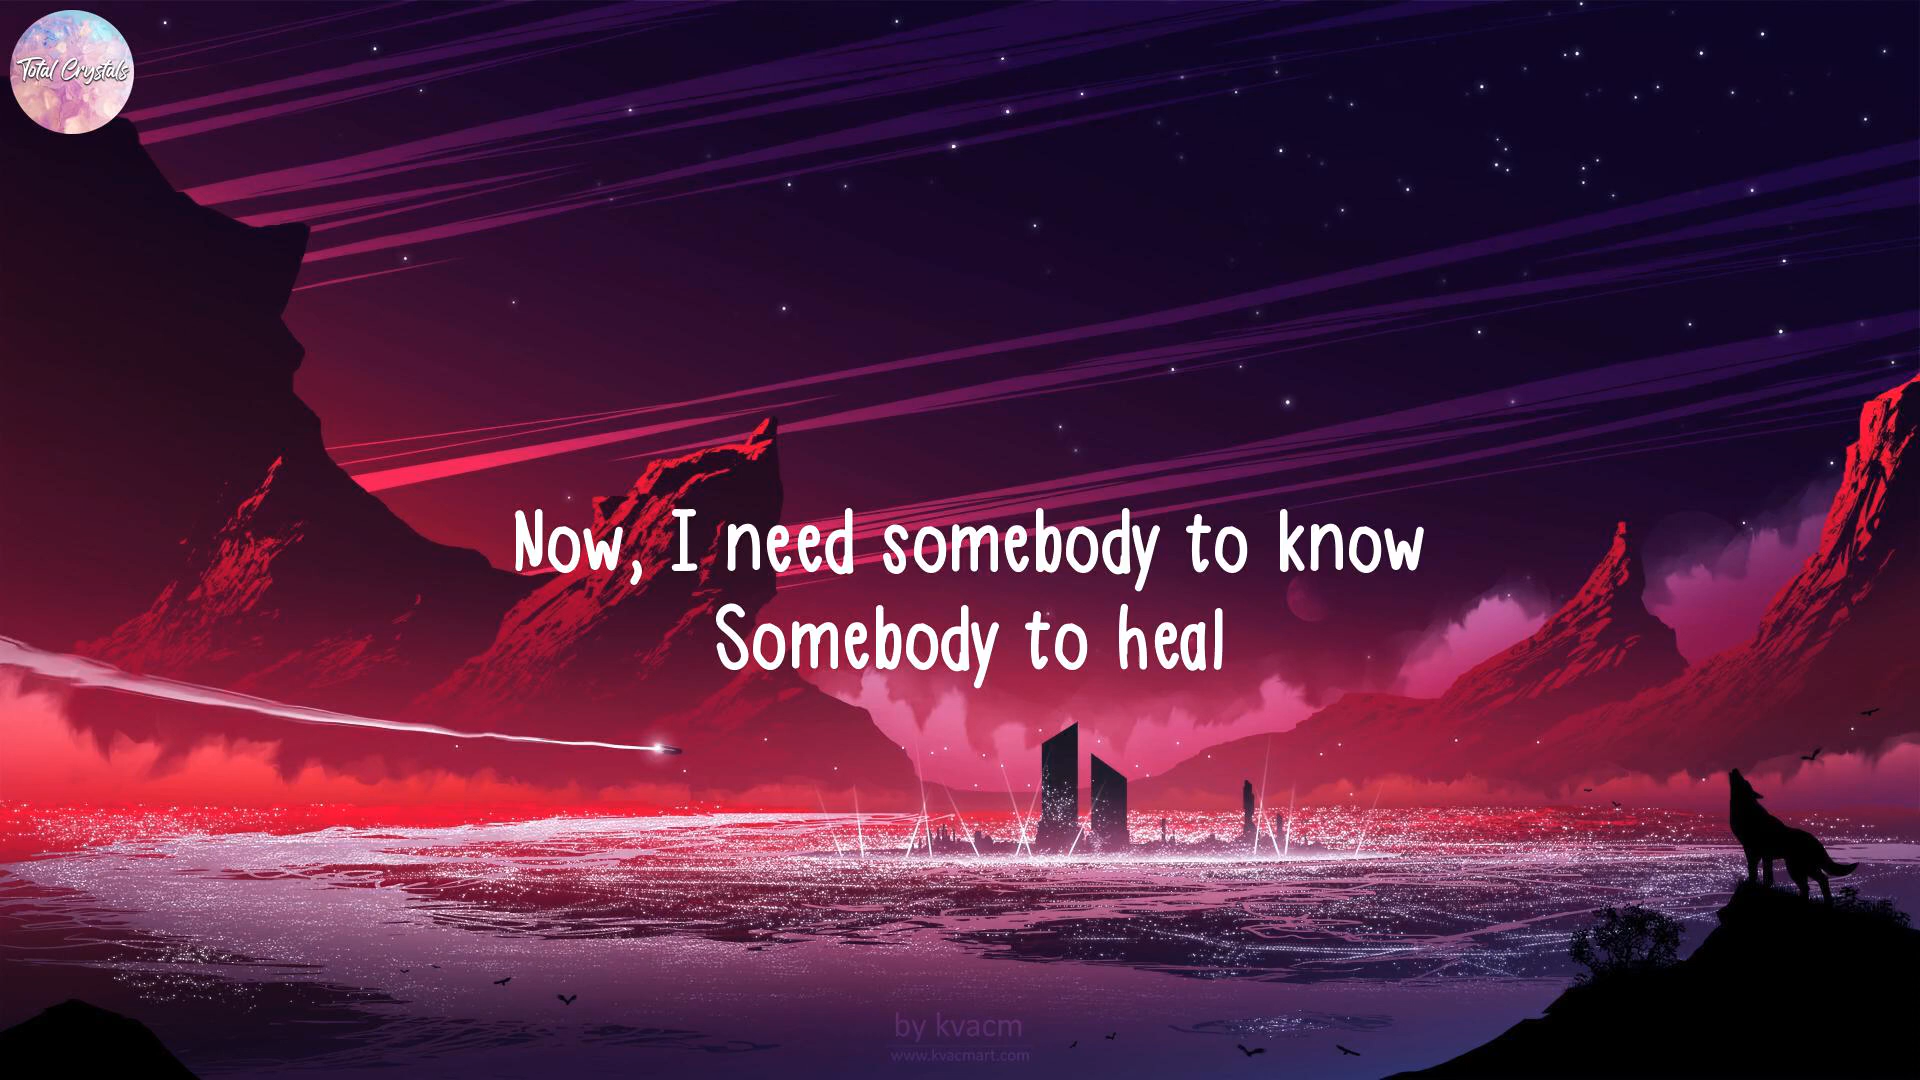 Total Crystals
Now, I need somebody to know
Somebody to heal
by kvacm
www.kvacmart.com